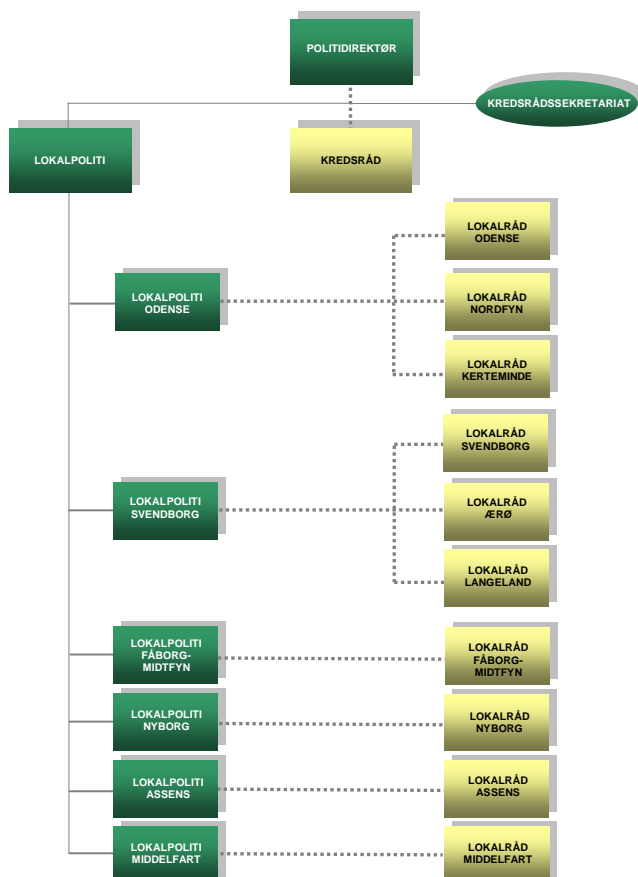 POLITIDIREKTØR
KREDSRÅDSSEKRETARIAT
LOKALPOLITI
KREDSRÅD
LOKALRÅD
ODENSE
LOKALPOLITI
ODENSE
LOKALRÅD
NORDFYN
LOKALRÅD
KERTEMINDE
LOKALRÅD
SVENDBORG
LOKALPOLITI
SVENDBORG
LOKALRÅD
ÆRØ
LOKALRÅD
LANGELAND
LOKALPOLITI
FÅBORG-
MIDTFYN
LOKALRÅD
FÅBORG-
MIDTFYN
LOKALPOLITI
NYBORG
LOKALRÅD
NYBORG
LOKALPOLITI
ASSENS
LOKALRÅD
ASSENS
LOKALPOLITI
MIDDELFART
LOKALRÅD
MIDDELFART